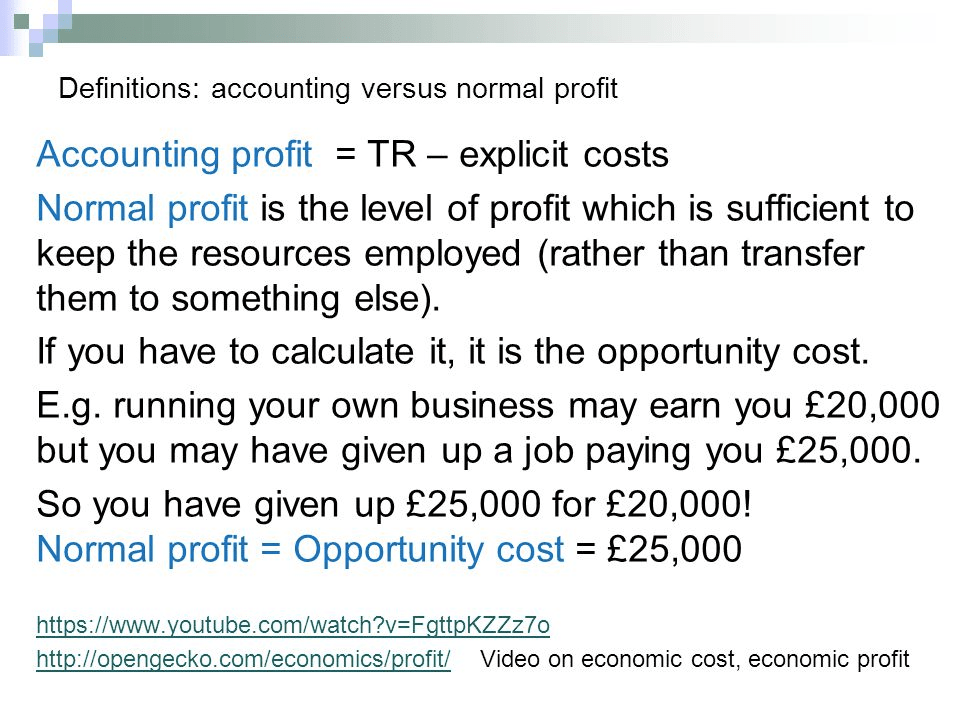 Definitions: accounting versus normal profit
Accounting profit = TR – explicit costs
Normal profit is the level of profit which is sufficient to
keep the resources employed (rather than transfer
them to something else).
If you have to calculate it, it is the opportunity cost.
E.g. running your own business may earn you £20,000
but you may have given up a job paying you £25,000.
So you have given up £25,000 for £20,000!
Normal profit = Opportunity cost = £25,000
https://www.youtube.com/watch?v=FgttpKZZz7o
http://opengecko.com/economics/profit/ Video on economic cost, economic profit